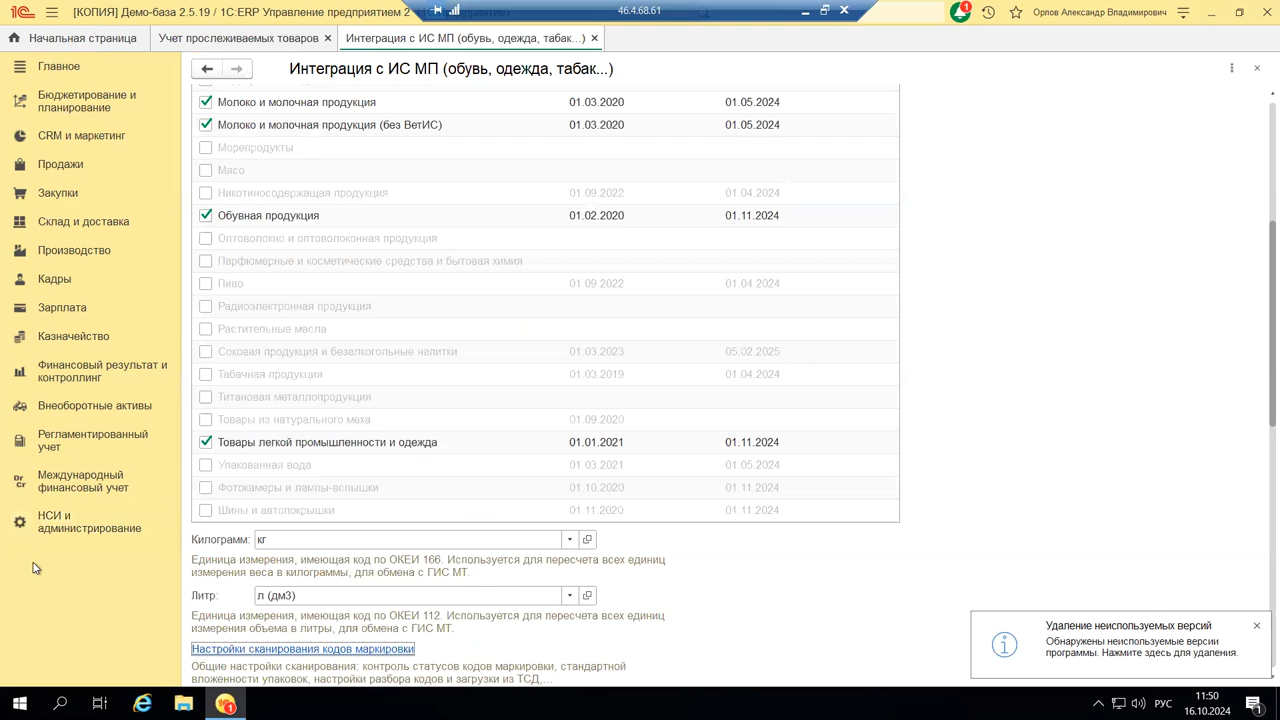 [КОПИЯ] Демо-база 2.5.19 / 1С:ERP Управление предприятием 2
46.4.68.61
1
Орлов Александр Владимирович
Начальная страница
Учет прослеживаемых товаров ×
Интеграция с ИС МП (обувь, одежда, табак...) ×
Главное
Бюджетирование и
планирование
CRM и маркетинг
Продажи
Закупки
Склад и доставка
Производство
Кадры
Зарплата
Казначейство
Финансовый результат и
контроллинг
Внеоборотные активы
Регламентированный
учет
Международный
финансовый учет
НСИ и
администрирование
Интеграция с ИС МП (обувь, одежда, табак...)
Молоко и молочная продукция 01.03.2020 01.05.2024
Молоко и молочная продукция (без ВетИС) 01.03.2020 01.05.2024
Морепродукты
Мясо
Никотиносодержащая продукция 01.09.2022 01.04.2024
Обувная продукция 01.02.2020 01.11.2024
Оптоволокно и оптоволоконная продукция
Парфюмерные и косметические средства и бытовая химия
Пиво 01.09.2022 01.04.2024
Радиоэлектронная продукция
Растительные масла
Соковая продукция и безалкогольные напитки 01.03.2023 05.02.2025
Табачная продукция 01.03.2019 01.04.2024
Титановая металлопродукция
Товары из натурального меха 01.09.2020
Товары легкой промышленности и одежда 01.01.2021 01.11.2024
Упакованная вода 01.03.2021 01.05.2024
Фотокамеры и лампы-вспышки 01.10.2020 01.11.2024
Шины и автопокрышки 01.11.2020 01.11.2024
Килограмм: кг
Единица измерения, имеющая код по ОКЕИ 166. Используется для пересчета всех единиц
измерения веса в килограммы, для обмена с ГИС МТ.
Литр: л (дм3)
Единица измерения, имеющая код по ОКЕИ 112. Используется для пересчета всех единиц
измерения объема в литры, для обмена с ГИС МТ.
Настройки сканирования кодов маркировки
Общие настройки сканирования: контроль статусов кодов маркировки, стандартной
вложенности упаковок, настройки разбора кодов и загрузки из ТСД,...
Удаление неиспользуемых версий
Обнаружены неиспользуемые версии
программы. Нажмите здесь для удаления.
РУС
11:50
16.10.2024
1